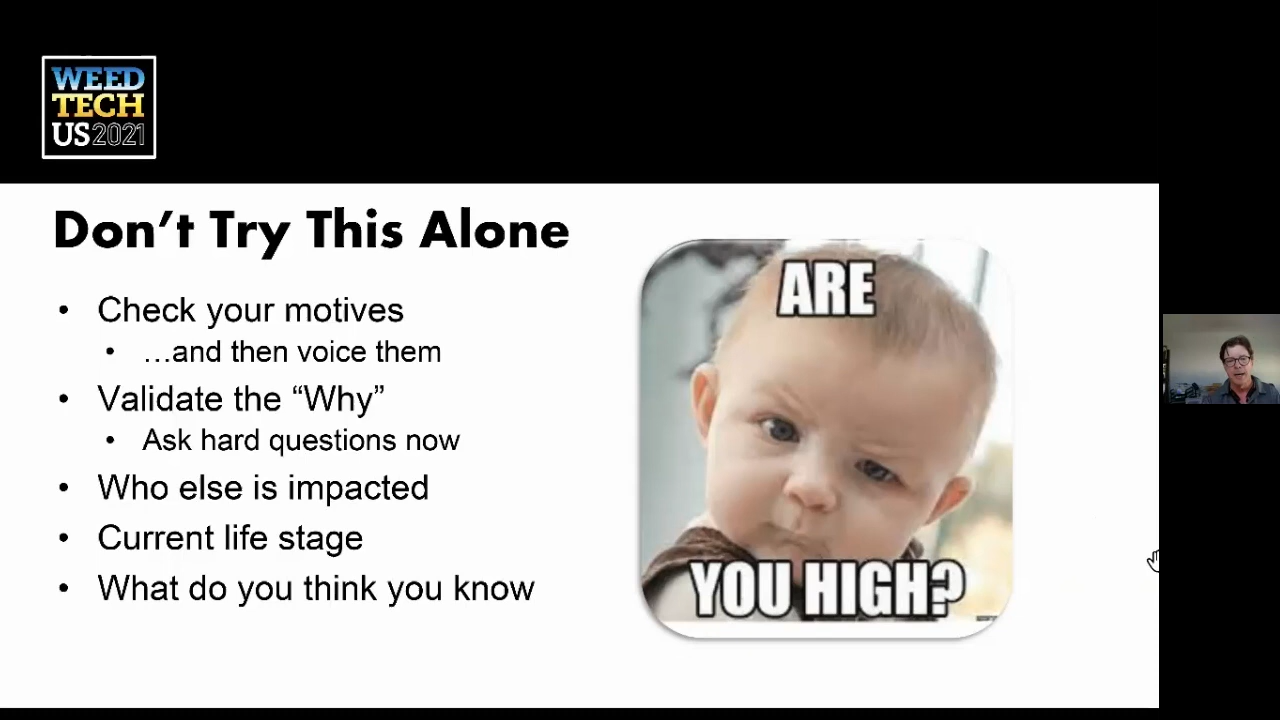 WEED
TECH
US2021
Don't Try This Alone
• Check your motives
• …and then voice them
• Validate the “Why”
• Ask hard questions now
• Who else is impacted
• Current life stage
• What do you think you know
ARE
YOU HIGH?